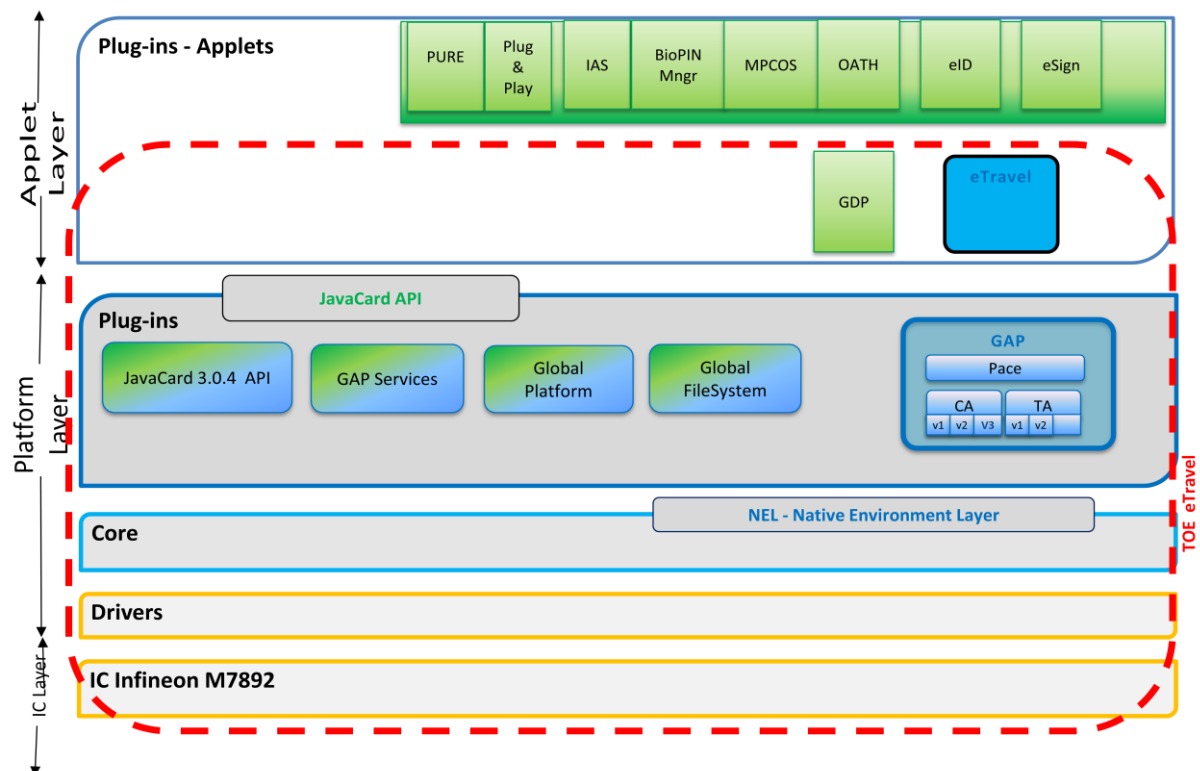 Plug-ins - Applets
PURE
Plug
&
Play
IAS
BioPIN
Mngr
MPCOS
OATH
eID
eSign
Applet
Layer
GDP
eTravel
JavaCard API
Plug-ins
JavaCard 3.0.4 API
GAP Services
Global
Platform
Global
FileSystem
GAP
Pace
CA
TA
v1
v2
V3
v1
v2
Platform
Layer
NEL - Native Environment Layer
Core
TOE eTravel
Drivers
IC Layer
IC Infineon M7892